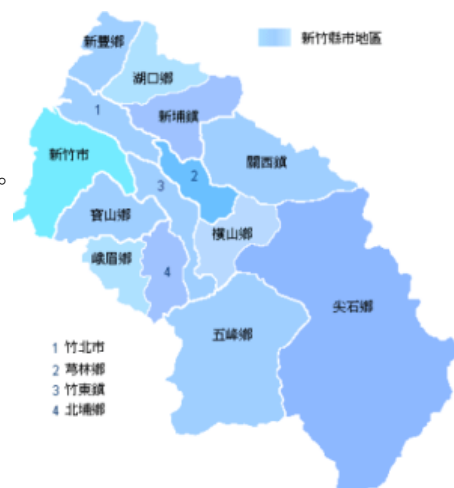 新豐鄉
新竹縣市地區
湖口鄉
1
新埔鎮
新竹市
關西鎮
。
2
3
寶山鄉
橫山鄉
峨眉鄉
4
尖石鄉
五峰鄉
1 竹北市
2 芎林鄉
3 竹東鎮
4 北埔鄉